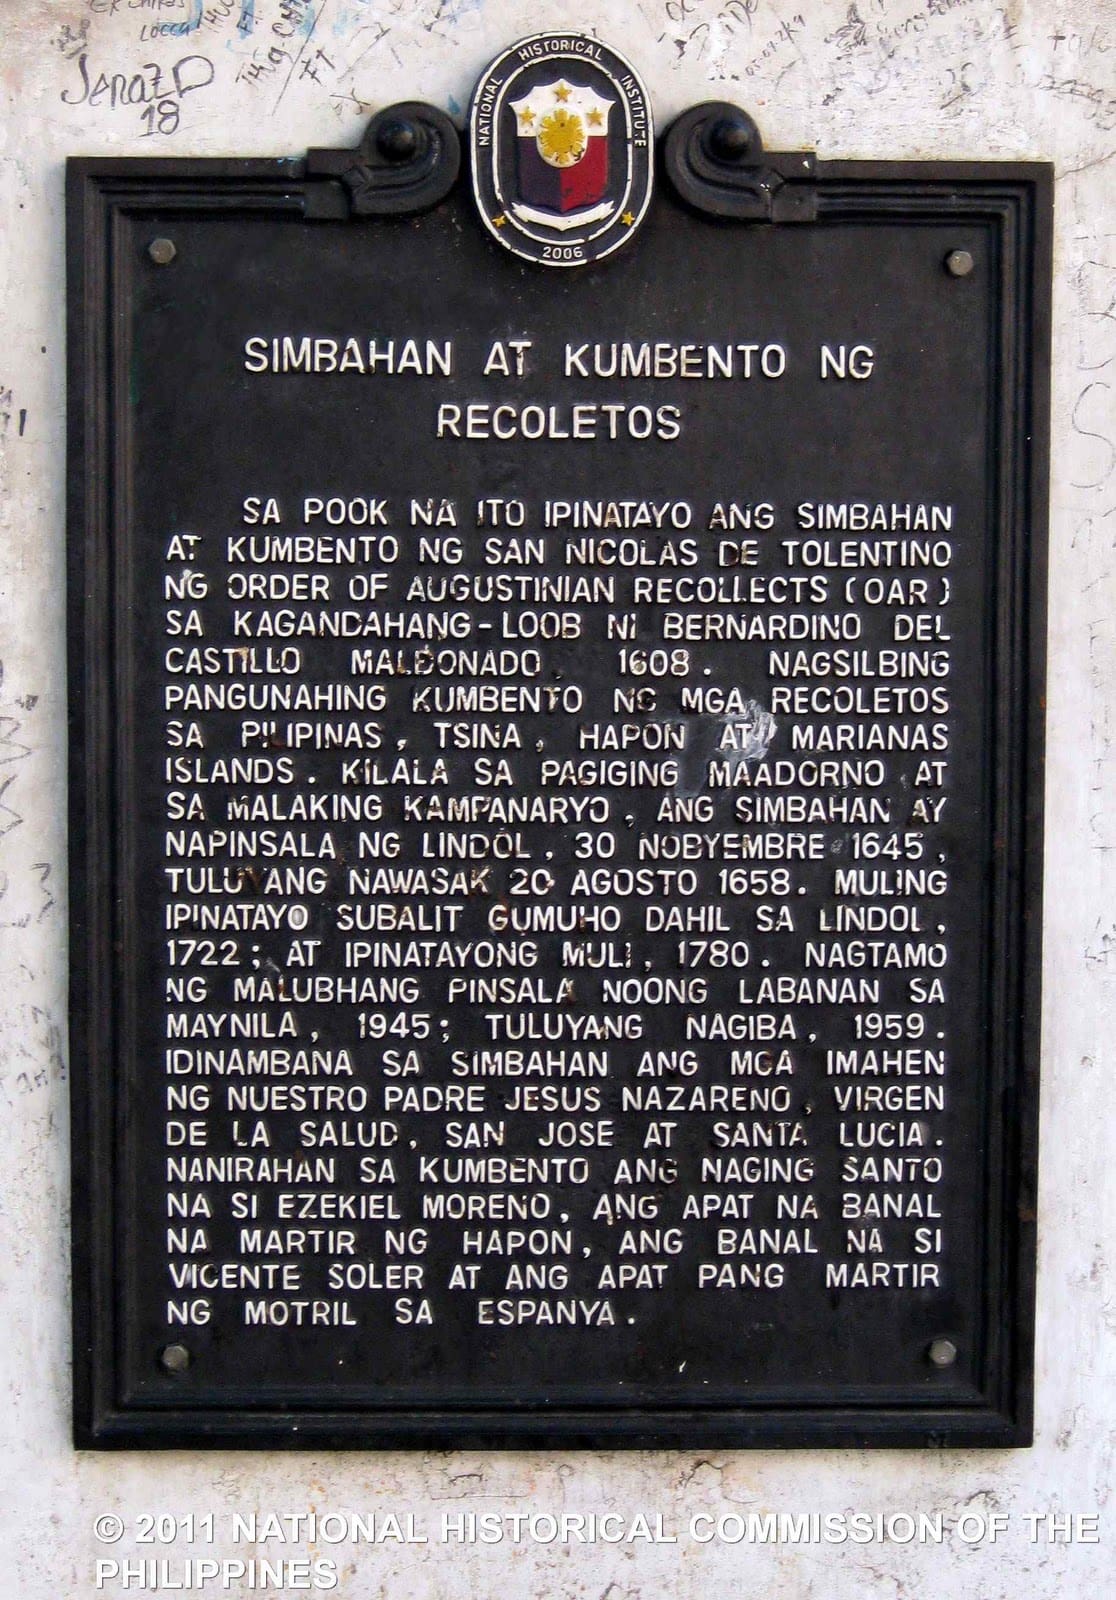 Jenaz D
18
NATIONAL HISTORICAL INSTITUTE
2006
SIMBAHAN AT KUMBENTO NG
RECOLETOS
SA POOK NA ITO IPINATAYO ANG SIMBAHAN
AT KUMBENTO NG SAN NICOLAS DE TOLENTINO
NG ORDER OF AUGUSTINIAN RECOLLECTS (OAR)
SA KAGANDAHANG-LOOB NI BERNARDINO DEL
CASTILLO MALDONADO, 1608. NAGSILBING
PANGUNAHING KUMBENTO NG MGA RECOLETOS
SA PILIPINAS, TSINA, HAPON AT MARIANAS
ISLANDS. KILALA SA PAGIGING MAADORNO AT
SA MALAKING KAMPANARYO, ANG SIMBAHAN AY
NAPINSALA NG LINDOL, 30 NOBYEMBRE 1645,
TULUYANG NAWASAK 20 AGOSTO 1658. MULING
IPINATAYO SUBALIT GUMUHO DAHIL SA LINDOL,
1722; AT IPINATAYONG MULI, 1780. NAGTAMO
NG MALUBHANG PINSALA NOONG LABANAN SA
MAYNILA, 1945; TULUYANG NAGIBA, 1959.
IDINAMBANA SA SIMBAHAN ANG MGA IMAHEN
NG NUESTRO PADRE JESUS NAZARENO, VIRGEN
DE LA SALUD, SAN JOSE AT SANTA LUCIA.
NANIRAHAN SA KUMBENTO ANG NAGING SANTO
NA SI EZEKIEL MORENO, ANG APAT NA BANAL
NA MARTIR NG HAPON, ANG BANAL NA SI
VICENTE SOLER AT ANG APAT PANG MARTIR
NG MOTRIL SA ESPANYA.
© 2011 NATIONAL HISTORICAL COMMISSION OF THE
PHILIPPINES